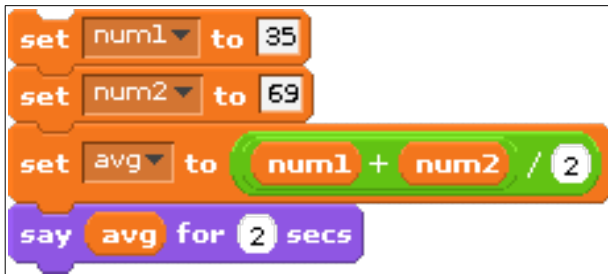 set num1 to 35
set num2 to 69
set avg to num1 + num2 / 2
say avg for 2 secs